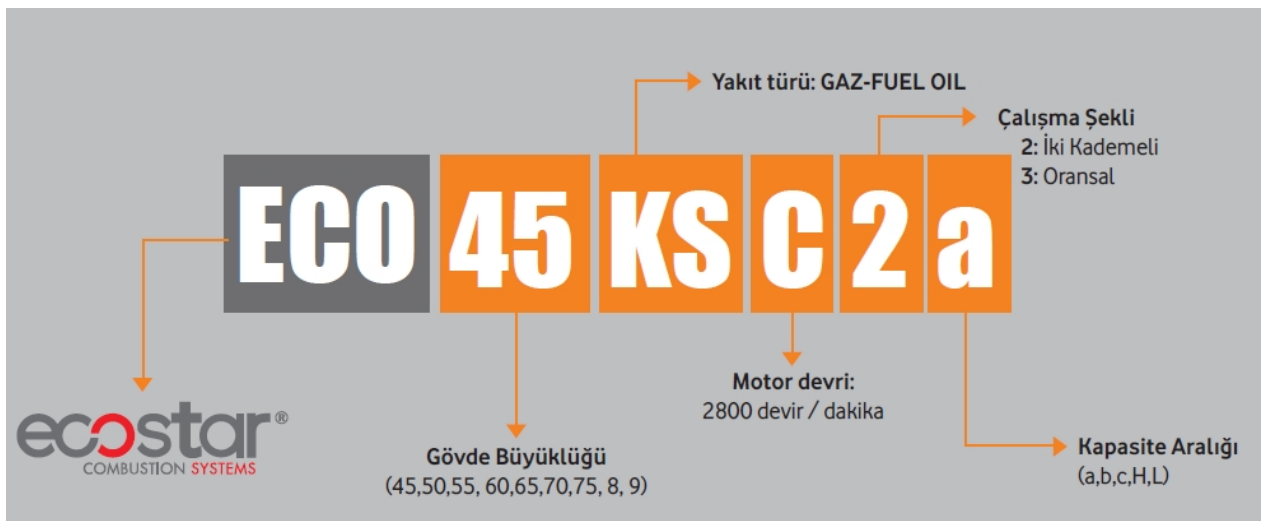 Yakıt türü: GAZ-FUEL OIL
Çalışma Şekli
2: İki Kademeli
3: Oransal
ECO 45 KS C 2 a
Motor devri:
2800 devir / dakika
ecostar®
COMBUSTION SYSTEMS
Gövde Büyüklüğü
(45,50,55, 60,65,70,75, 8, 9)
Kapasite Aralığı
(a,b,c,H,L)